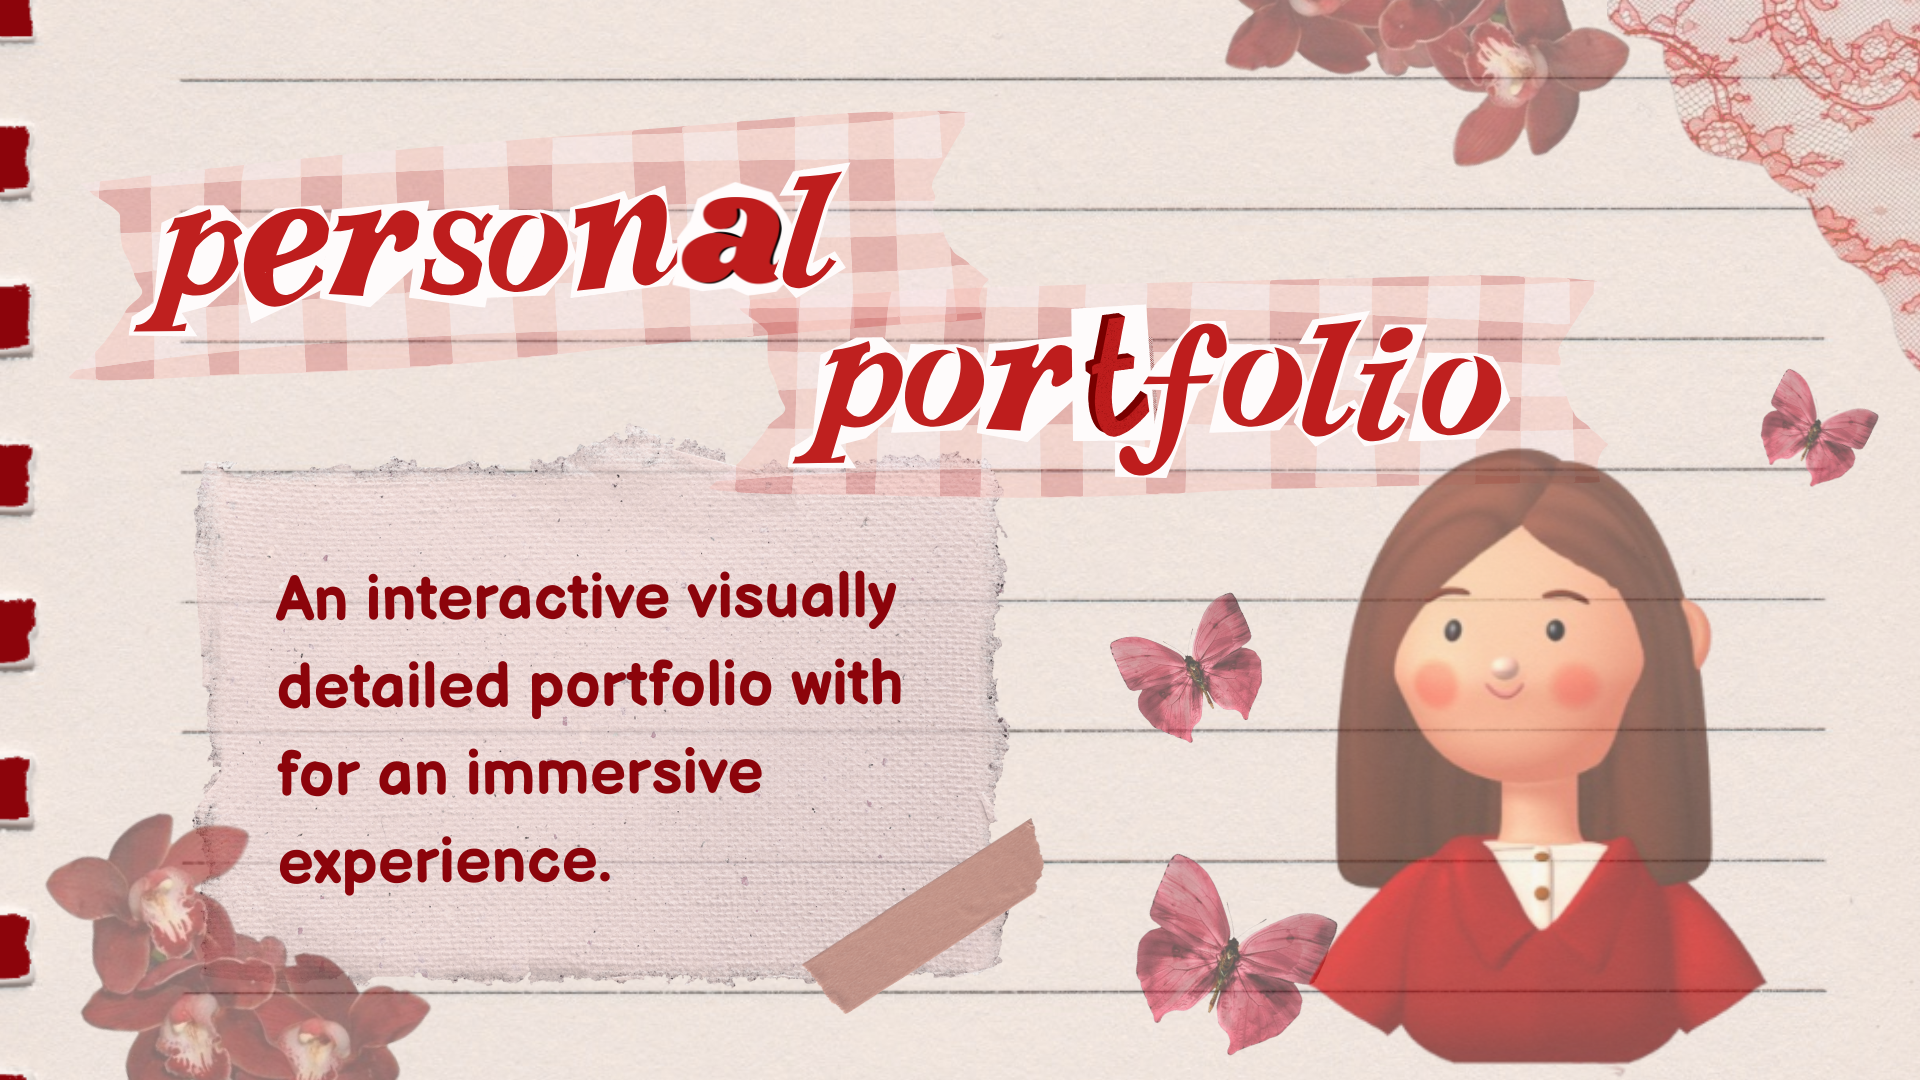 personal
portfolio
An interactive visually
detailed portfolio with
for an immersive
experience.